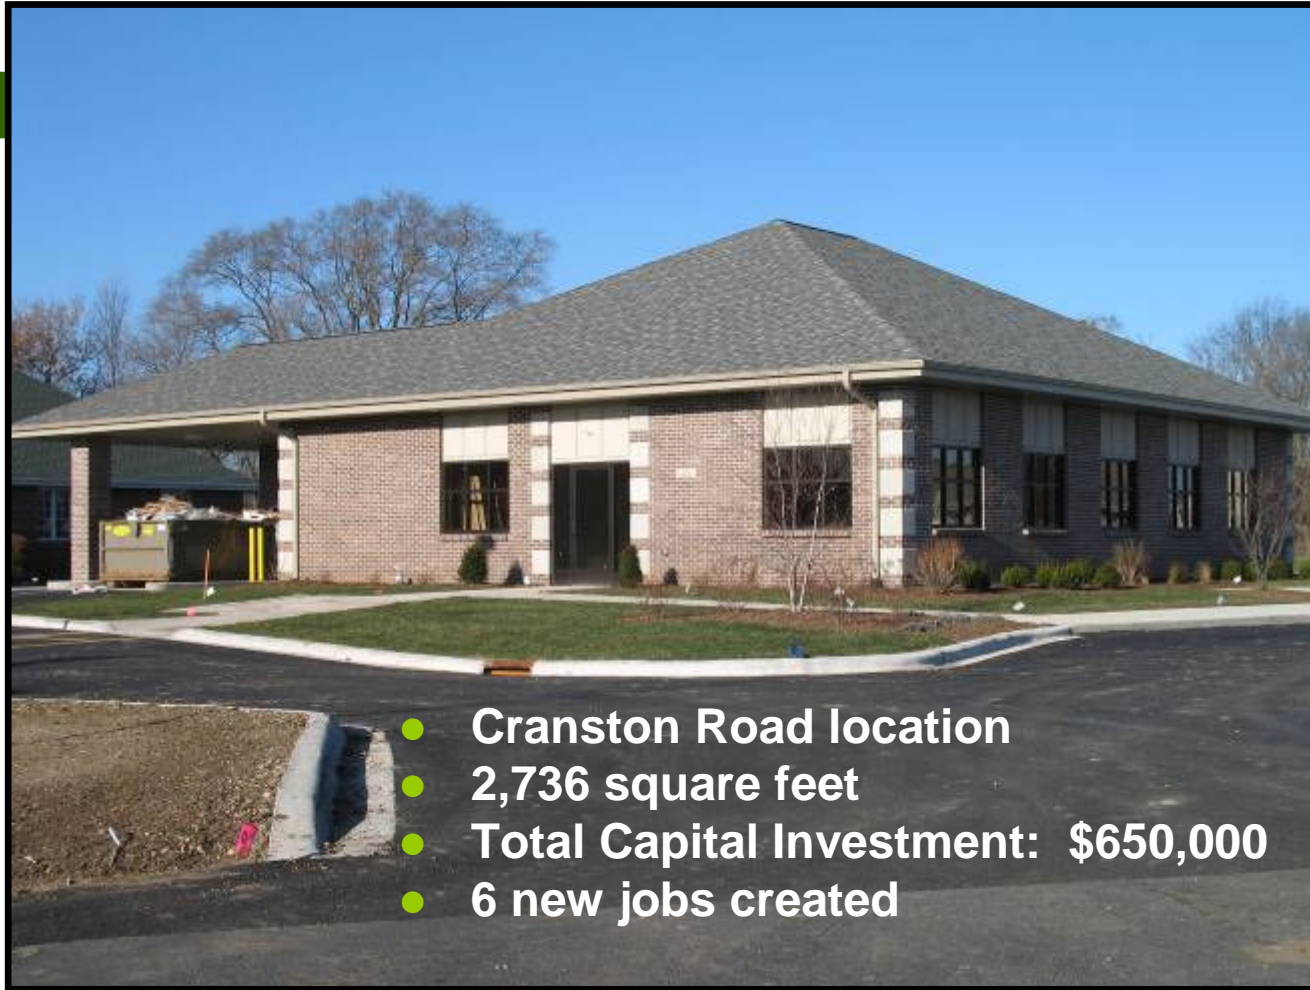 Cranston Road location
2,736 square feet
Total Capital Investment: $650,000
6 new jobs created